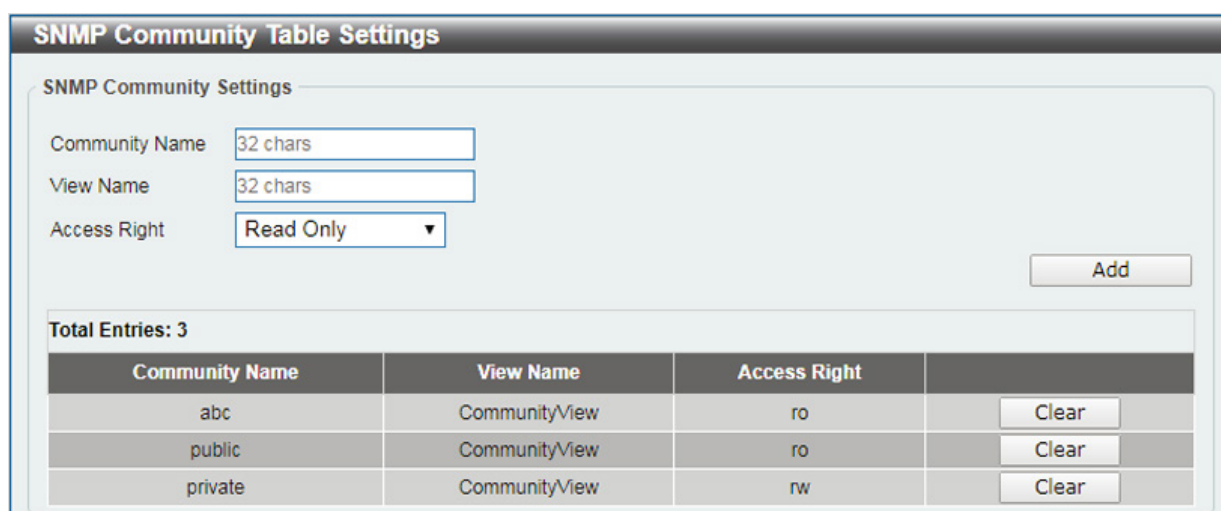 SNMP Community Table Settings
SNMP Community Settings
Community Name 32 chars
View Name 32 chars
Access Right Read Only
Add
Total Entries: 3
Community Name View Name Access Right
abc CommunityView ro Clear
public CommunityView ro Clear
private CommunityView rw Clear